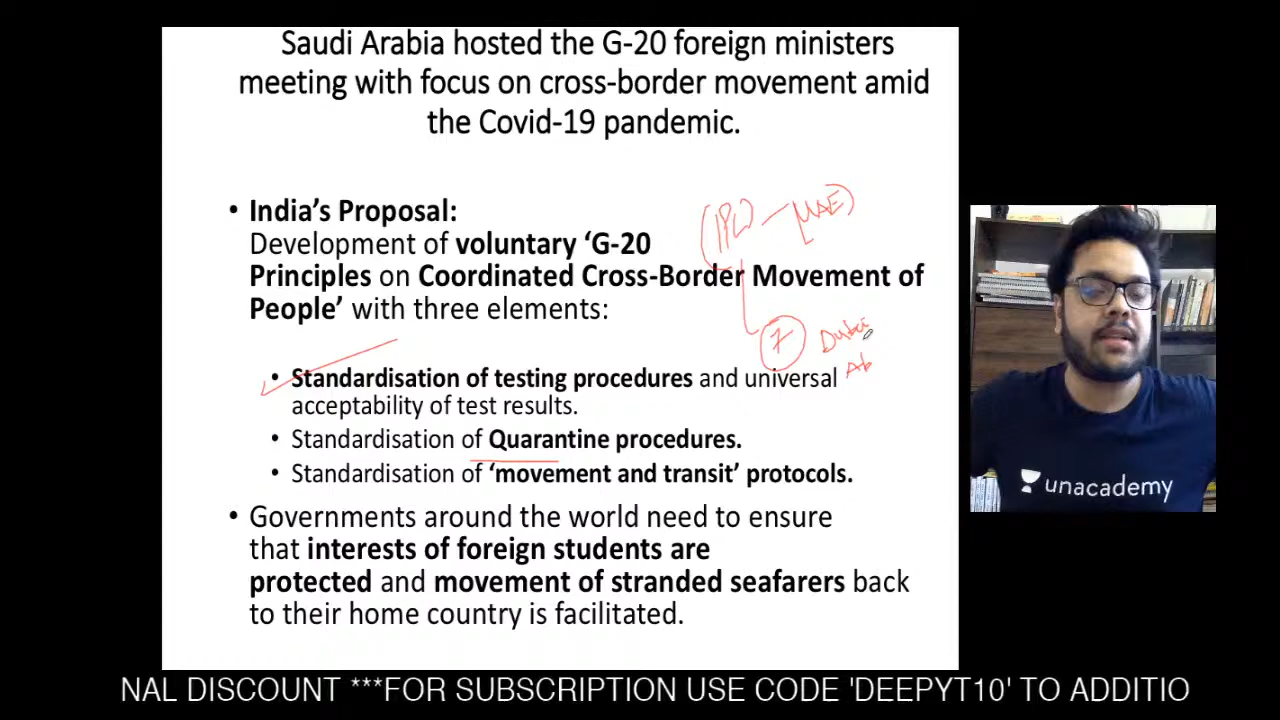 Saudi Arabia hosted the G-20 foreign ministers
meeting with focus on cross-border movement amid
the Covid-19 pandemic.
• India's Proposal:
(IPL) - UAE)
Development of voluntary 'G-20
Principles on Coordinated Cross-Border Movement of
People' with three elements:
7 Dubai
Ab
• Standardisation of testing procedures and universal
acceptability of test results.
• Standardisation of Quarantine procedures.
• Standardisation of 'movement and transit' protocols.
• Governments around the world need to ensure
that interests of foreign students are
protected and movement of stranded seafarers back
to their home country is facilitated.
unacademy
NAL DISCOUNT ***FOR SUBSCRIPTION USE CODE 'DEEPYT10' TO ADDITIO